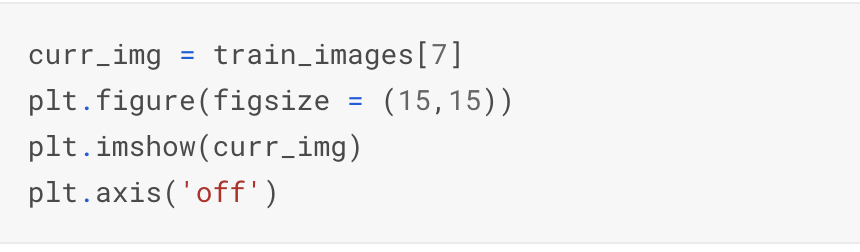 curr_img = train_images[7]
plt.figure(figsize = (15,15))
plt.imshow(curr_img)
plt.axis('off')